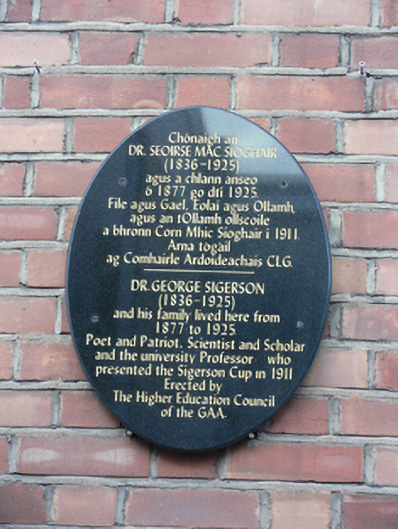 Chónaigh an
DR. SEOIRSE MAC SIOGHAIR
(1836-1925)
agus a chlann anseo
ó 1877 go dtí 1925.
File agus Gael, Eolaí agus Ollamh,
agus an tOllamh ollscoile
a bhronn Corn Mhic Síoghair i 1911.
Arna tógáil
ag Comhairle Ardoideachais CLG.
DR GEORGE SIGERSON
(1836-1925)
and his family lived here from
1877 to 1925
Poet and Patriot, Scientist and Scholar
and the university Professor who
presented the Sigerson Cup in 1911
Erected by
The Higher Education Council
of the GAA.